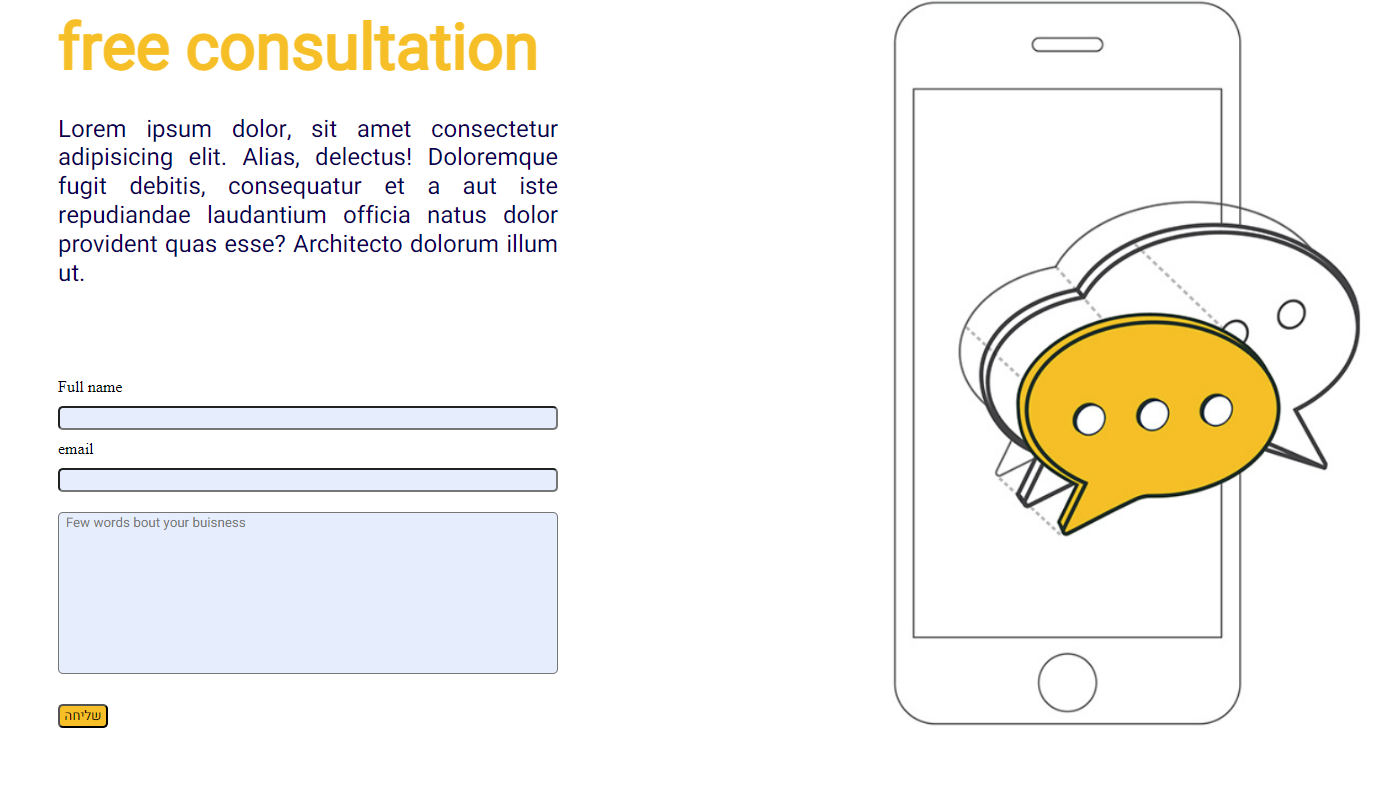 free consultation
Lorem ipsum dolor, sit amet consectetur
adipisicing elit. Alias, delectus! Doloremque
fugit debitis, consequatur et a aut iste
repudiandae laudantium officia natus dolor
provident quas esse? Architecto dolorum illum
ut.
Full name
email
Few words bout your buisness
שליחה